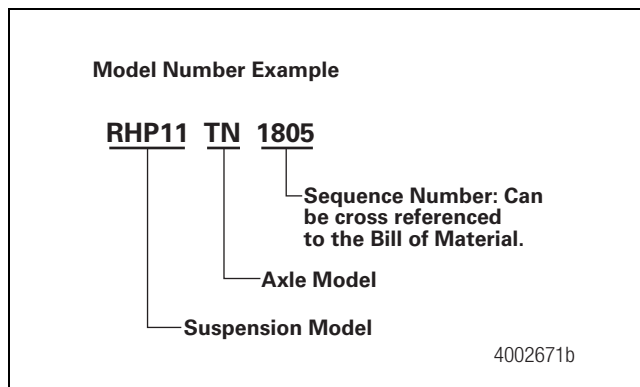 Model Number Example
RHP11 TN 1805
Sequence Number: Can
be cross referenced
to the Bill of Material.
Axle Model
Suspension Model
4002671b